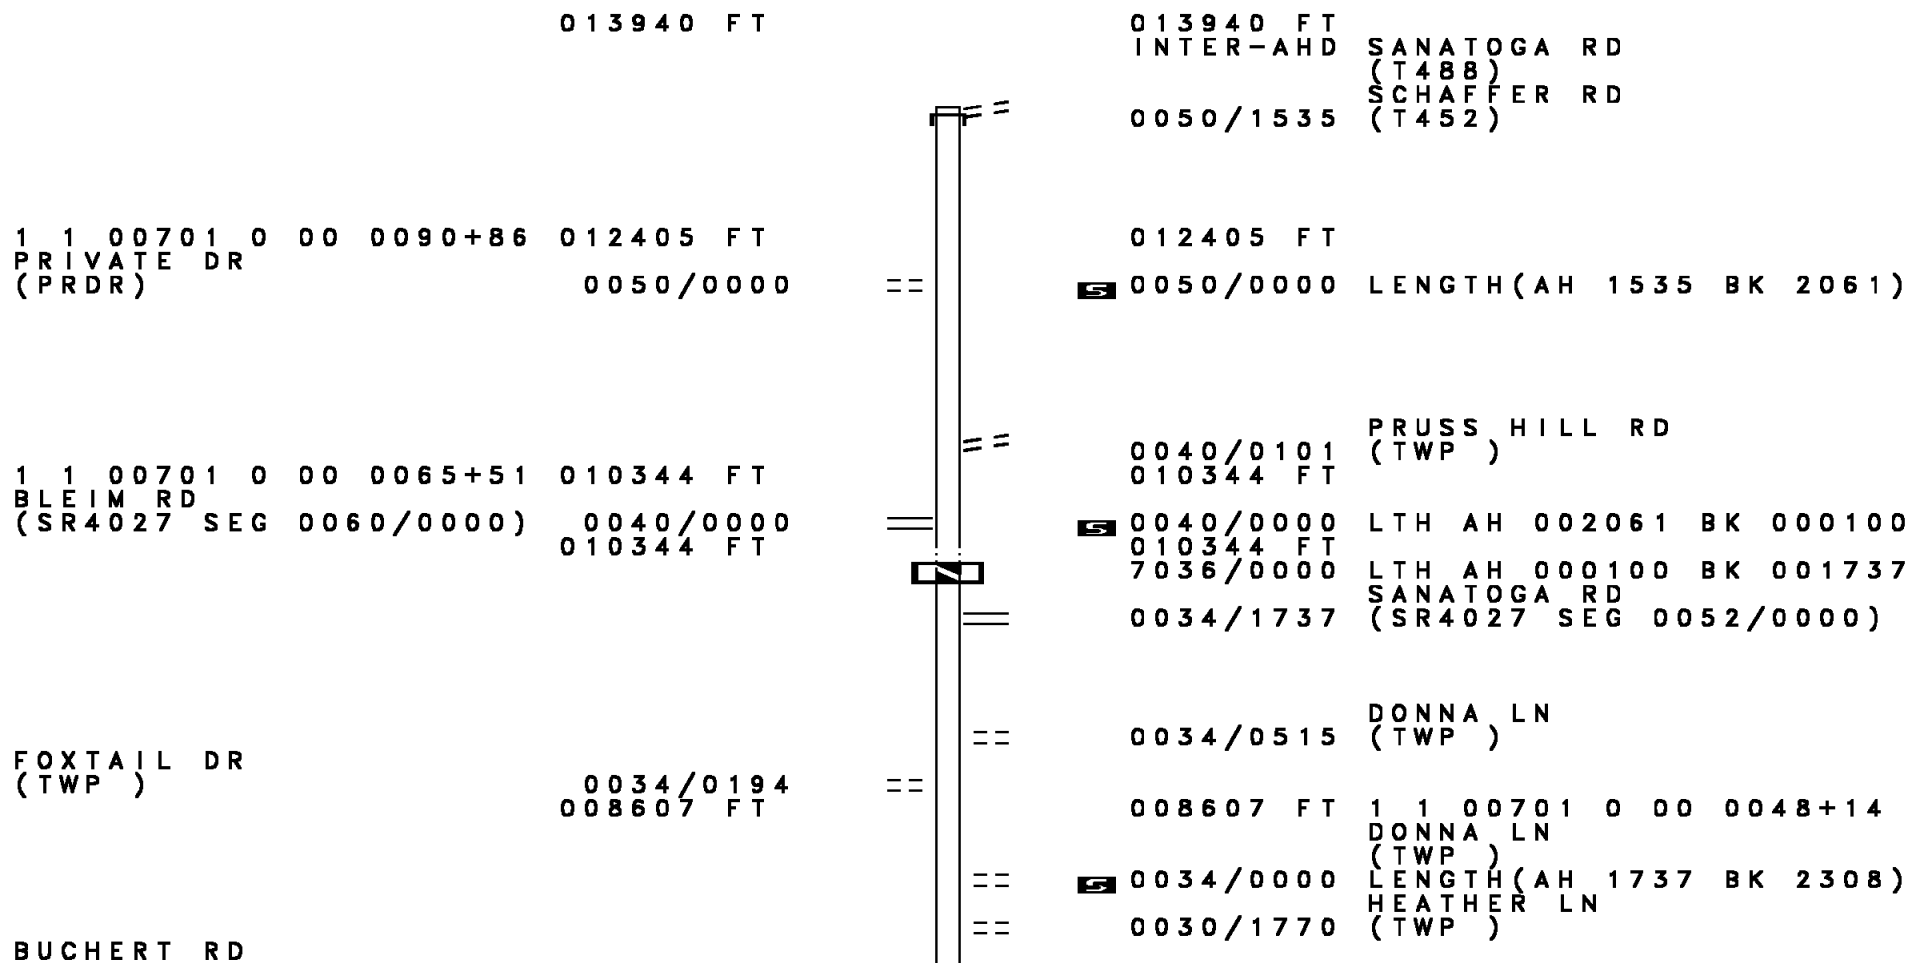 013940 FT 013940 FT
INTER-AHD SANATOGA RD
(T488)
SCHAFFER RD
0050/1535 (T452)
1 1 00701 0 00 0090+86 012405 FT 012405 FT
PRIVATE DR
(PRDR) 0050/0000 S 0050/0000 LENGTH(AH 1535 BK 2061)
PRUSS HILL RD
0040/0101 (TWP )
1 1 00701 0 00 0065+51 010344 FT 010344 FT
BLEIM RD
(SR4027 SEG 0060/0000) 0040/0000 S 0040/0000 LTH AH 002061 BK 000100
010344 FT 010344 FT
7036/0000 LTH AH 000100 BK 001737
SANATOGA RD
0034/1737 (SR4027 SEG 0052/0000)
DONNA LN
0034/0515 (TWP )
FOXTAIL DR
(TWP ) 0034/0194
008607 FT 008607 FT 1 1 00701 0 00 0048+14
DONNA LN
(TWP )
S 0034/0000 LENGTH(AH 1737 BK 2308)
HEATHER LN
0030/1770 (TWP )
BUCHERT RD